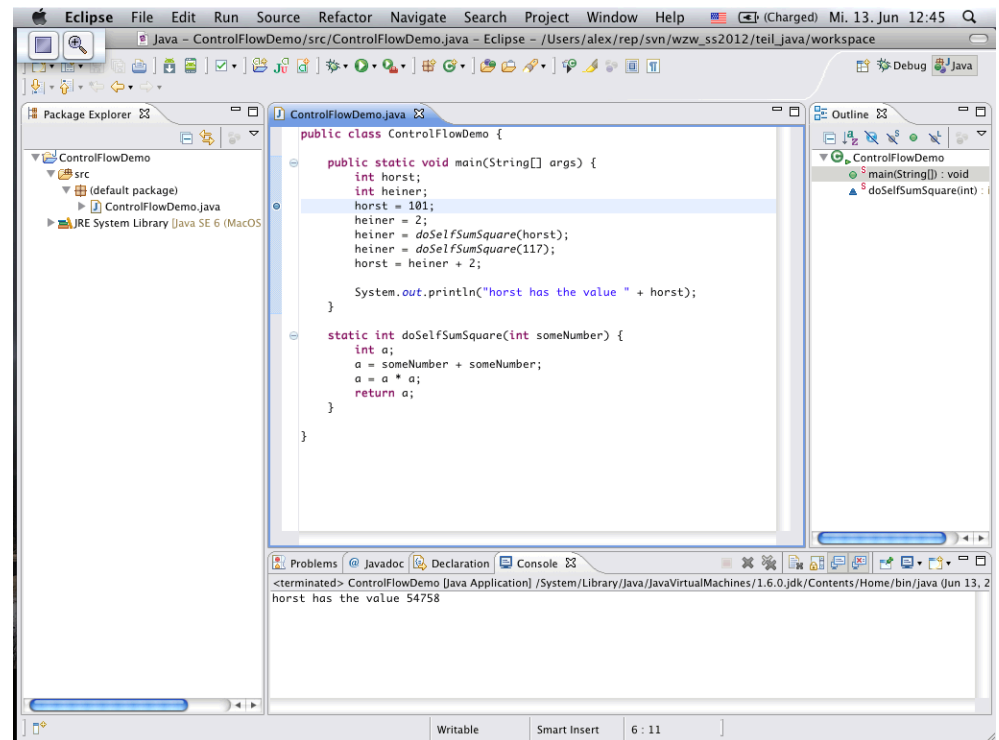 Eclipse File Edit Run Source Refactor Navigate Search Project Window Help (Charged) Mi. 13. Jun 12:45
Java – ControlFlowDemo/src/ControlFlowDemo.java – Eclipse – /Users/alex/rep/svn/wzw_ss2012/teil_java/workspace
Debug Java
Package Explorer
ControlFlowDemo
src
(default package)
ControlFlowDemo.java
JRE System Library [Java SE 6 (MacOS
ControlFlowDemo.java
public class ControlFlowDemo {
public static void main(String[] args) {
int horst;
int heiner;
horst = 101;
heiner = 2;
heiner = doSelfSumSquare(horst);
heiner = doSelfSumSquare(117);
horst = heiner + 2;
System.out.println("horst has the value " + horst);
}
static int doSelfSumSquare(int someNumber) {
int a;
a = someNumber + someNumber;
a = a * a;
return a;
}
}
Outline
ControlFlowDemo
main(String[]) : void
doSelfSumSquare(int) : i
Problems @ Javadoc Declaration Console
<terminated> ControlFlowDemo [Java Application] /System/Library/Java/JavaVirtualMachines/1.6.0.jdk/Contents/Home/bin/java (Jun 13, 2
horst has the value 54758
Writable Smart Insert 6 : 11